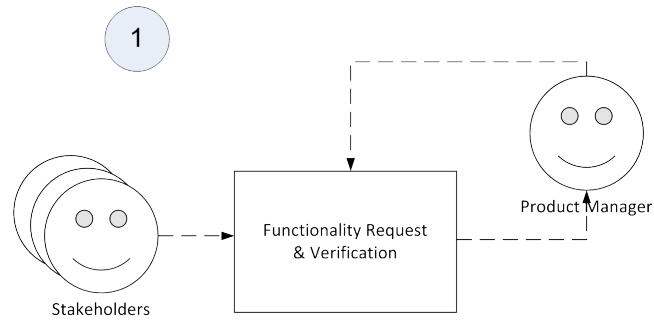 1
Product Manager
Functionality Request
& Verification
Stakeholders